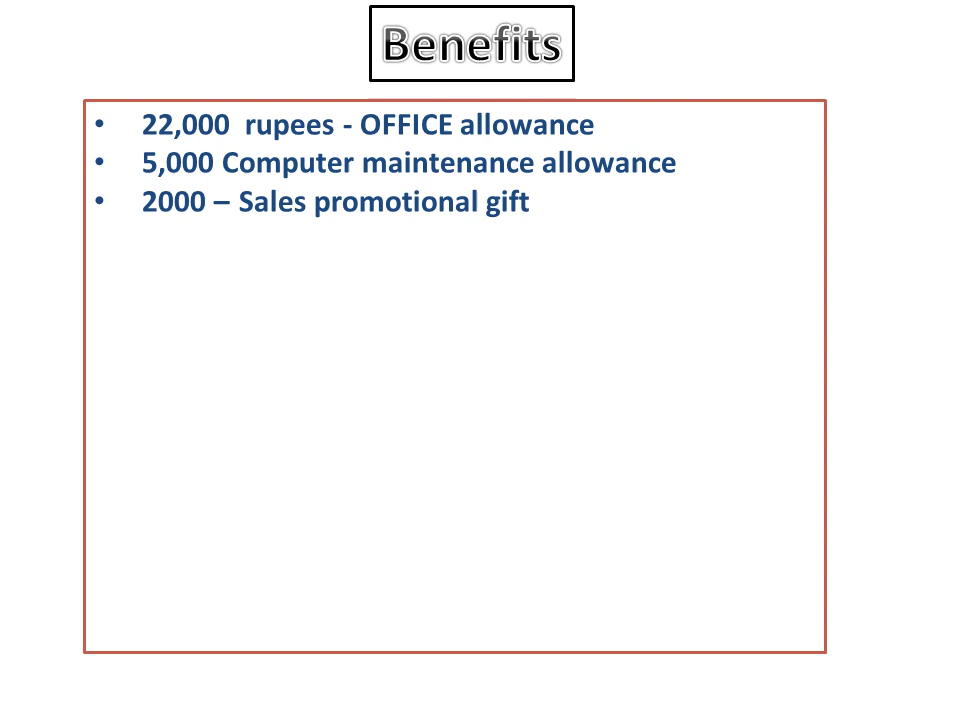 Benefits
• 22,000  rupees - OFFICE allowance
• 5,000 Computer maintenance allowance
• 2000 – Sales promotional gift